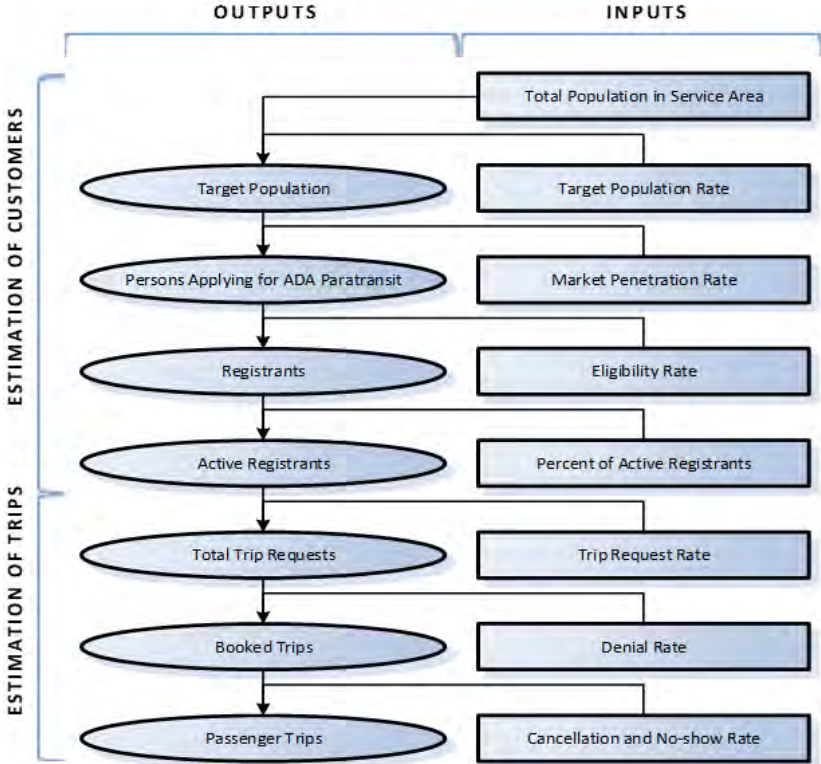 OUTPUTS
INPUTS
ESTIMATION OF CUSTOMERS
Total Population in Service Area
Target Population
Target Population Rate
Persons Applying for ADA Paratransit
Market Penetration Rate
Registrants
Eligibility Rate
Active Registrants
Percent of Active Registrants
ESTIMATION OF TRIPS
Total Trip Requests
Trip Request Rate
Booked Trips
Denial Rate
Passenger Trips
Cancellation and No-show Rate